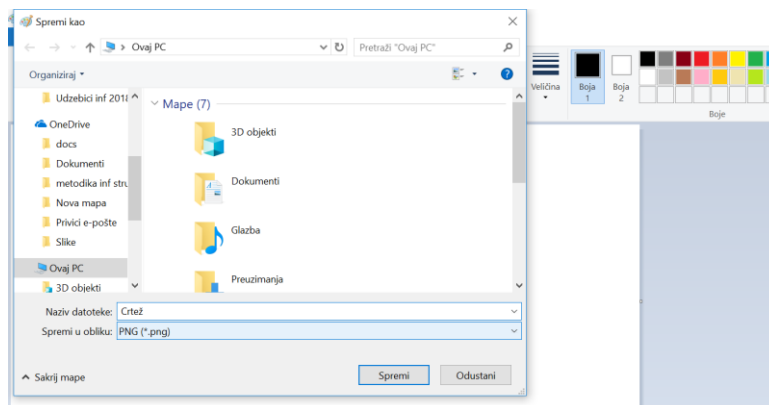 Spremi kao
Ovaj PC
Pretraži "Ovaj PC"
Organiziraj
Udzebici inf 2018
OneDrive
docs
Dokumenti
metodika inf stru
Nova mapa
Privici e-pošte
Slike
Ovaj PC
3D objekti
Mape (7)
3D objekti
Dokumenti
Glazba
Preuzimanja
Naziv datoteke: Crtež
Spremi u obliku: PNG (*.png)
Sakrij mape
Spremi
Odustani
Veličina
Boja
1
Boja
2
Boje